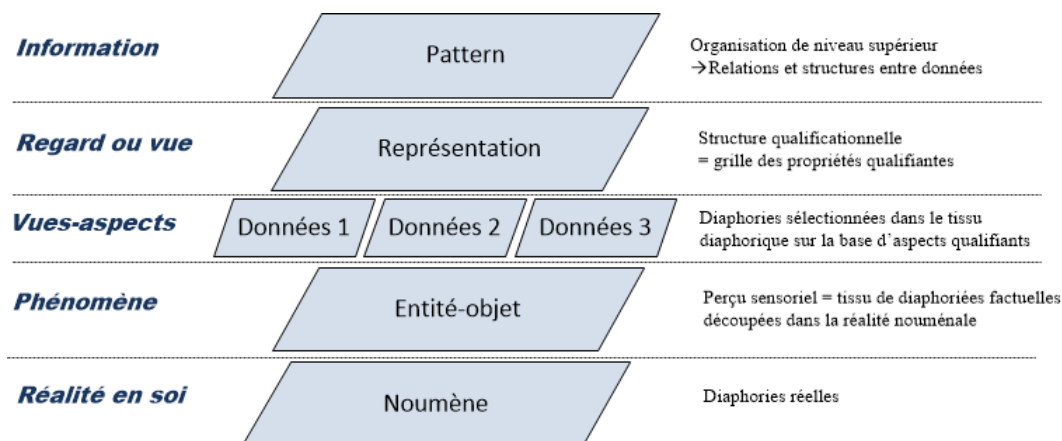 Information
Pattern
Organisation de niveau supérieur
→Relations et structures entre données
Regard ou vue
Représentation
Structure qualificationnelle
= grille des propriétés qualifiantes
Vues-aspects
Données 1
Données 2
Données 3
Diaphories sélectionnées dans le tissu
diaphorique sur la base d’aspects qualifiants
Phénomène
Entité-objet
Perçu sensoriel = tissu de diaphoriées factuelles
découpées dans la réalité nouménale
Réalité en soi
Noumène
Diaphories réelles